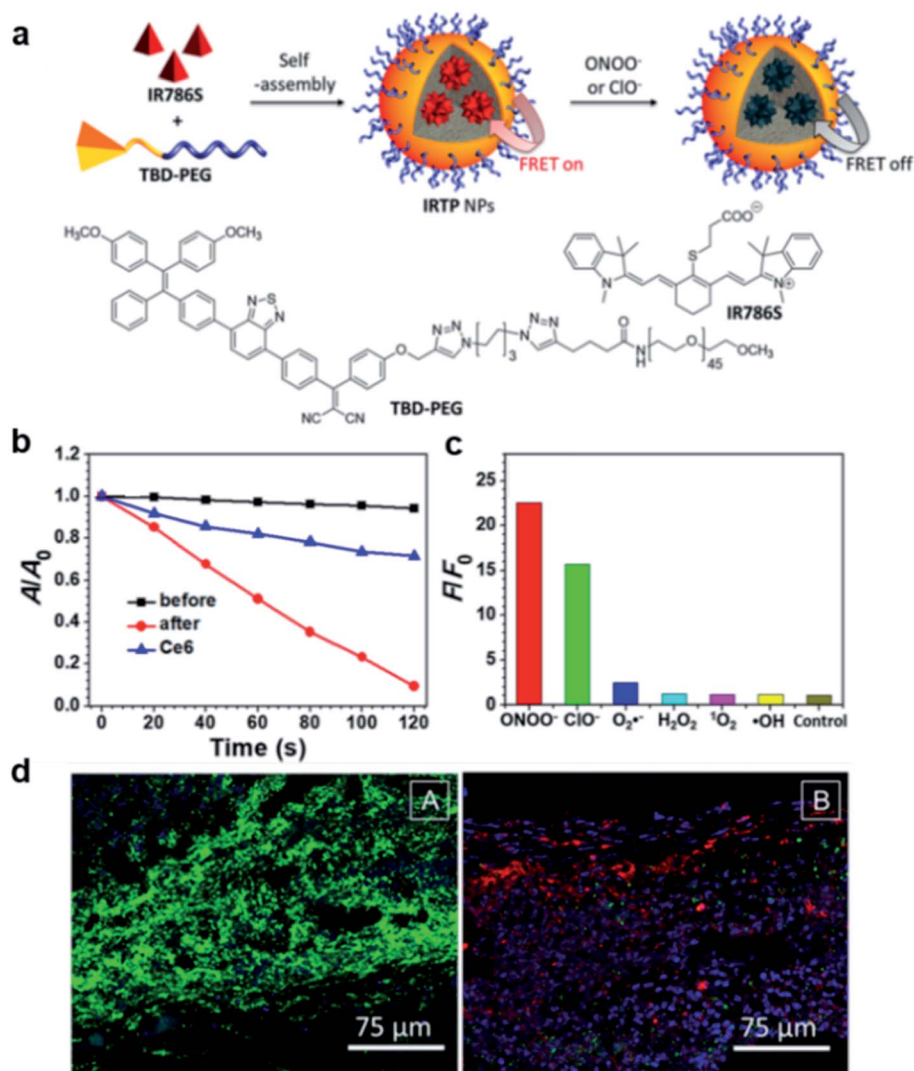 a
IR786S
+
TBD-PEG
Self
-assembly
FRET on
IRTP NPs
ONOO⁻
or ClO⁻
FRET off
H₃CO
OCH₃
N
S
N
NC
CN
O
N
N
N
3
N
N
N
O
N
H
O
45
O
OCH₃
TBD-PEG
COO
⊖
S
N
N
⊕
IR786S
b
1.2
1.0
0.8
0.6
0.4
0.2
0.0
A/A₀
before
after
Ce6
0 20 40 60 80 100 120
Time (s)
c
25
20
15
10
5
0
F/F₀
ONOO⁻ ClO⁻ O₂•⁻ H₂O₂ ¹O₂ •OH Control
d
A
75 µm
B
75 µm